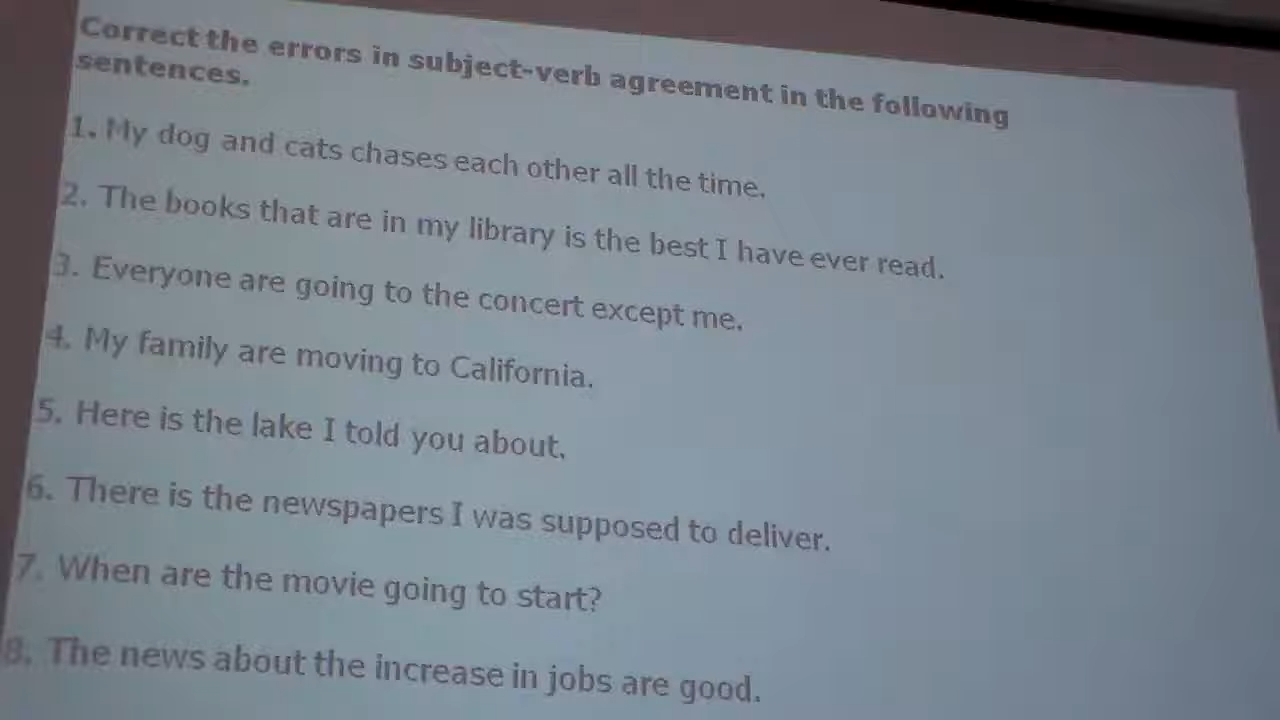 Correct the errors in subject-verb agreement in the following
sentences.
1. My dog and cats chases each other all the time.
2. The books that are in my library is the best I have ever read.
3. Everyone are going to the concert except me.
4. My family are moving to California.
5. Here is the lake I told you about.
6. There is the newspapers I was supposed to deliver.
7. When are the movie going to start?
8. The news about the increase in jobs are good.